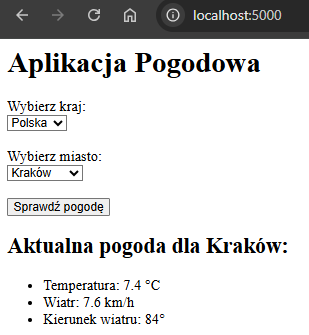 localhost:5000
Aplikacja Pogodowa
Wybierz kraj:
Polska
Wybierz miasto:
Kraków
Sprawdź pogodę
Aktualna pogoda dla Kraków:
Temperatura: 7.4 °C
Wiatr: 7.6 km/h
Kierunek wiatru: 84°